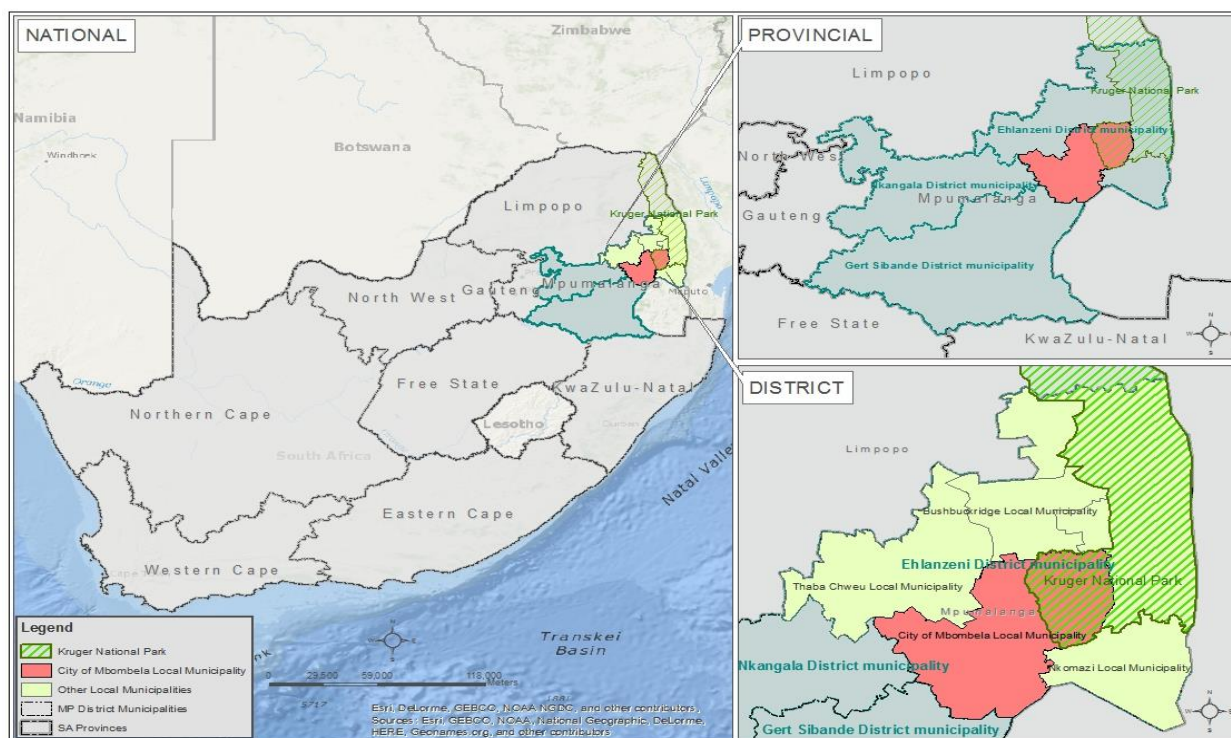 NATIONAL
Zimbabwe
Namibia
Windhoek
Botswana
Limpopo
Limpopo
Kruger National Park
North West
Gauteng
Mpumalanga
Maputo
Orange
Free State
KwaZulu-Natal
Northern Cape
Lesotho
Durban
South Africa
Natal Valley
Eastern Cape
Western Cape
Transkei
Basin
Legend
Kruger National Park
City of Mbombela Local Municipality
Other Local Municipalities
MP District Municipalities
SA Provinces
N
W E
S
0 29,500 59,000 118,000
Meters
5717
Esri, DeLorme, GEBCO, NOAA NGDC, and other contributors,
Sources: Esri, GEBCO, NOAA, National Geographic, DeLorme,
HERE, Geonames.org, and other contributors
PROVINCIAL
Limpopo
Kruger National Park
Ehlanzeni District municipality
North West
Nkangala District municipality
Mpumalanga
Gauteng
Gert Sibande District municipality
Free State
KwaZulu-Natal
N
W E
S
DISTRICT
Limpopo
Bushbuckridge Local Municipality
Ehlanzeni District municipality
Kruger National Park
Thaba Chweu Local Municipality
Mpumalanga
City of Mbombela Local Municipality
Nkangala District municipality
Nkomazi Local Municipality
Gert Sibande District municipality
N
W E
S